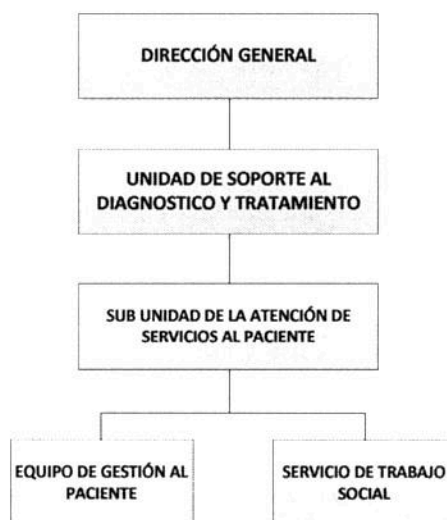 DIRECCIÓN GENERAL
UNIDAD DE SOPORTE AL
DIAGNOSTICO Y TRATAMIENTO
SUB UNIDAD DE LA ATENCIÓN DE
SERVICIOS AL PACIENTE
EQUIPO DE GESTIÓN AL
PACIENTE
SERVICIO DE TRABAJO
SOCIAL